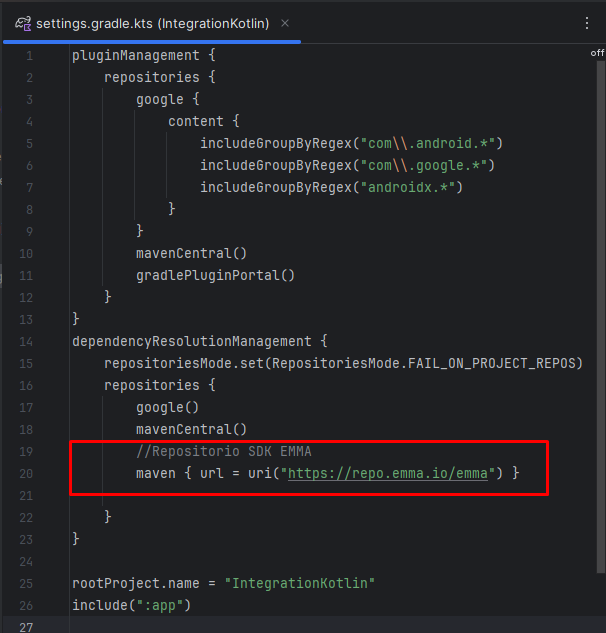 settings.gradle.kts (IntegrationKotlin)
off
1 pluginManagement {
2 repositories {
3 google {
4 content {
5 includeGroupByRegex("com\\.android.*")
6 includeGroupByRegex("com\\.google.*")
7 includeGroupByRegex("androidx.*")
8 }
9 }
10 mavenCentral()
11 gradlePluginPortal()
12 }
13 }
14 dependencyResolutionManagement {
15 repositoriesMode.set(RepositoriesMode.FAIL_ON_PROJECT_REPOS)
16 repositories {
17 google()
18 mavenCentral()
19 //Repositorio SDK EMMA
20 maven { url = uri("https://repo.emma.io/emma") }
21
22 }
23 }
24
25 rootProject.name = "IntegrationKotlin"
26 include(":app")
27